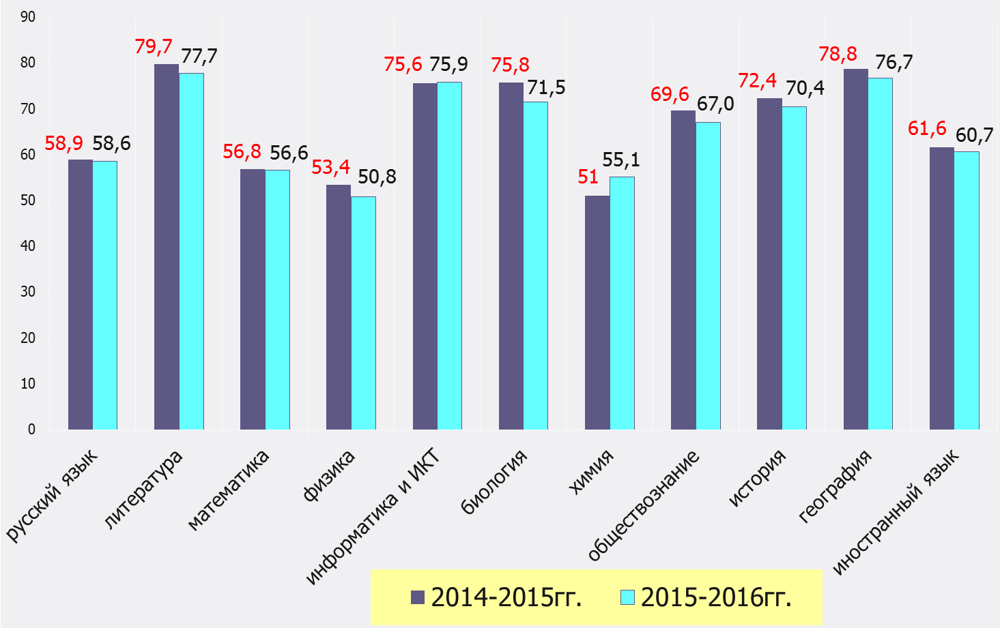 90
80
70
60
50
40
30
20
10
0
58,9 58,6
79,7 77,7
56,8 56,6
53,4 50,8
75,6 75,9
75,8 71,5
51 55,1
69,6 67,0
72,4 70,4
78,8 76,7
61,6 60,7
русский язык
литература
математика
физика
информатика и ИКТ
биология
химия
обществознание
история
география
иностранный язык
2014-2015гг. 2015-2016гг.